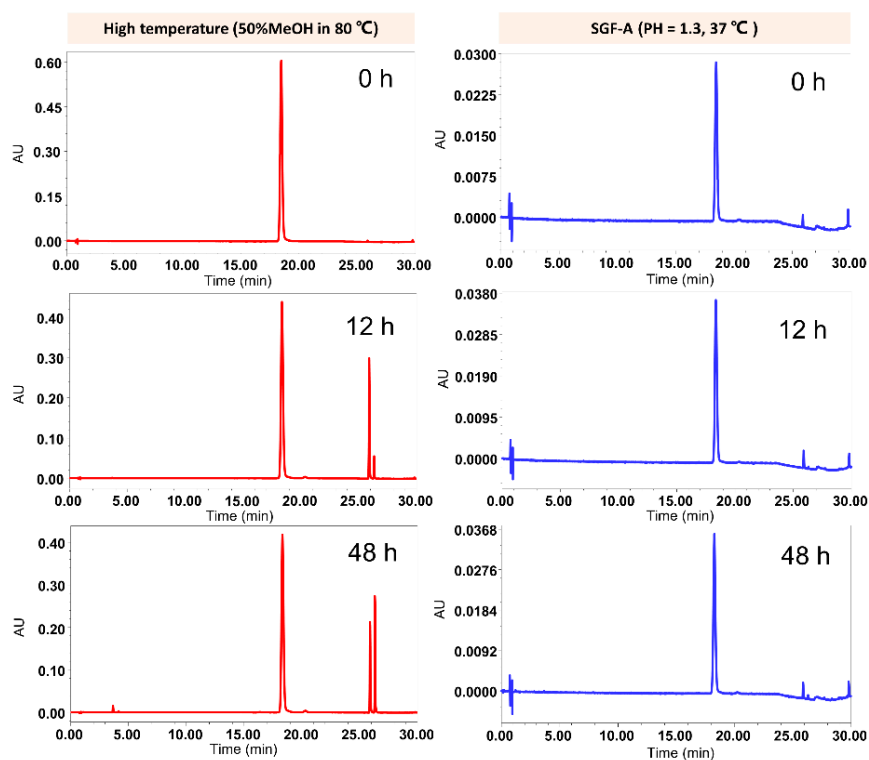 High temperature (50%MeOH in 80 ℃)
0 h
0.60
0.45
0.30
0.15
0.00
AU
0.00 5.00 10.00 15.00 20.00 25.00 30.00
Time (min)
12 h
0.40
0.30
0.20
0.10
0.00
AU
0.00 5.00 10.00 15.00 20.00 25.00 30.00
Time (min)
48 h
0.40
0.30
0.20
0.10
0.00
AU
0.00 5.00 10.00 15.00 20.00 25.00 30.00
Time (min)
SGF-A (PH = 1.3, 37 ℃ )
0 h
0.0300
0.0225
0.0150
0.0075
0.0000
AU
0.00 5.00 10.00 15.00 20.00 25.00 30.00
Time (min)
12 h
0.0380
0.0285
0.0190
0.0095
0.0000
AU
0.00 5.00 10.00 15.00 20.00 25.00 30.00
Time (min)
48 h
0.0368
0.0276
0.0184
0.0092
0.0000
AU
0.00 5.00 10.00 15.00 20.00 25.00 30.00
Time (min)